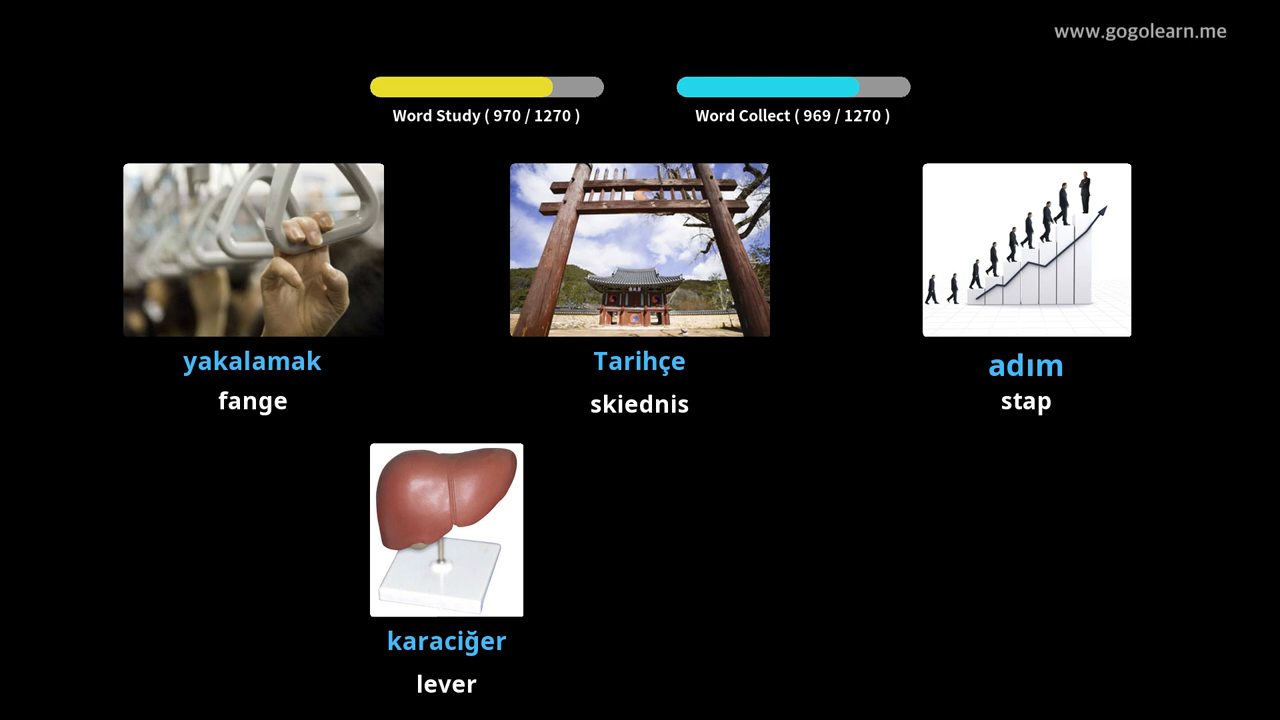 www.gogolearn.me
Word Study ( 970 / 1270 )
Word Collect ( 969 / 1270 )
yakalamak
fange
Tarihçe
skiednis
adım
stap
karaciğer
lever